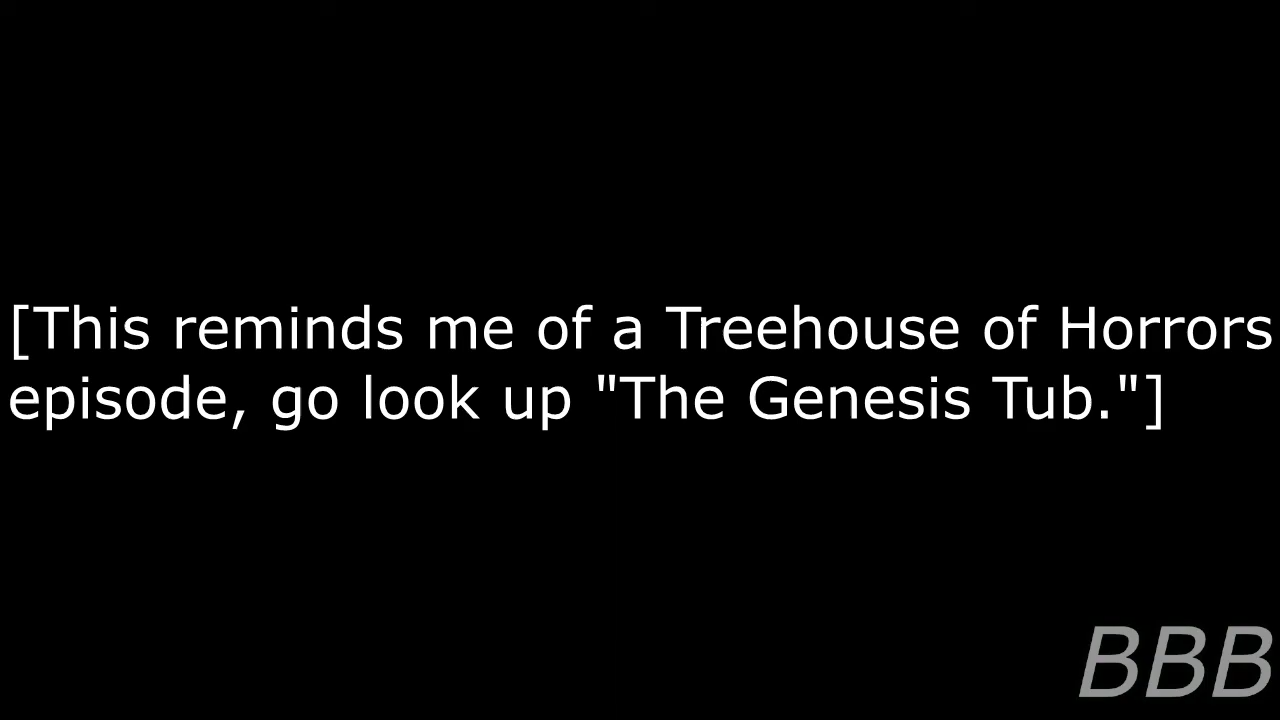 [This reminds me of a Treehouse of Horrors
episode, go look up "The Genesis Tub."]
BBB